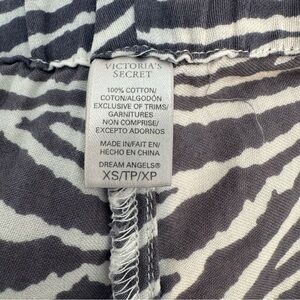 VICTORIA'S
SECRET
100% COTTON/
COTON/ALGODÓN
EXCLUSIVE OF TRIMS/
GARNITURES
NON COMPRISE/
EXCEPTO ADORNOS
MADE IN/FAIT EN/
HECHO EN CHINA
DREAM ANGELS®
XS/TP/XP